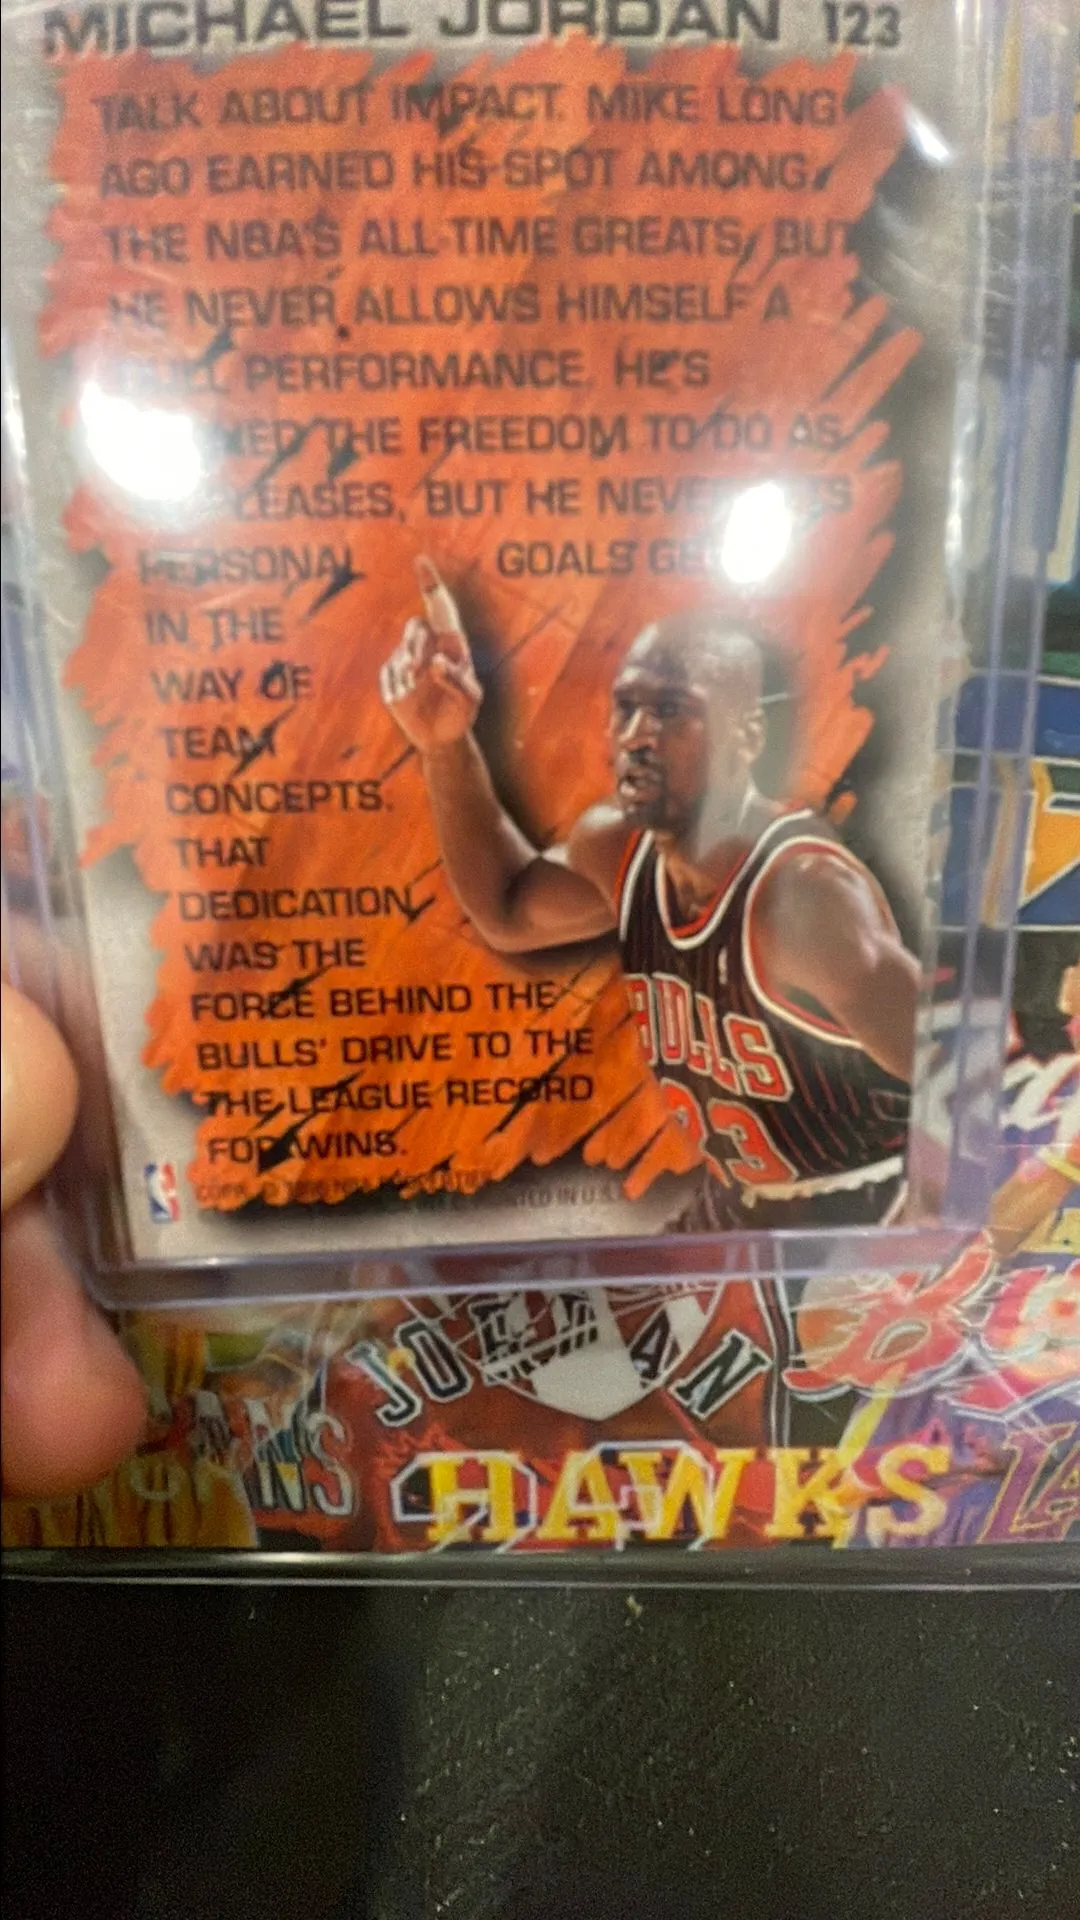 MICHAEL JORDAN 123
TALK ABOUT IMPACT. MIKE LONG
AGO EARNED HIS SPOT AMONG
THE NBA'S ALL-TIME GREATS, BUT
HE NEVER ALLOWS HIMSELF A
PERFORMANCE. HE'S
THE FREEDOM TO DO AS
BUT HE
PERSONAL GOALS
IN THE
WAY OF
TEAM
CONCEPTS.
THAT
DEDICATION
WAS THE
FORCE BEHIND THE
BULLS' DRIVE TO THE
THE LEAGUE RECORD
FOR WINS.
IN U.S.
BULLS
23
JORDAN
HAWKS